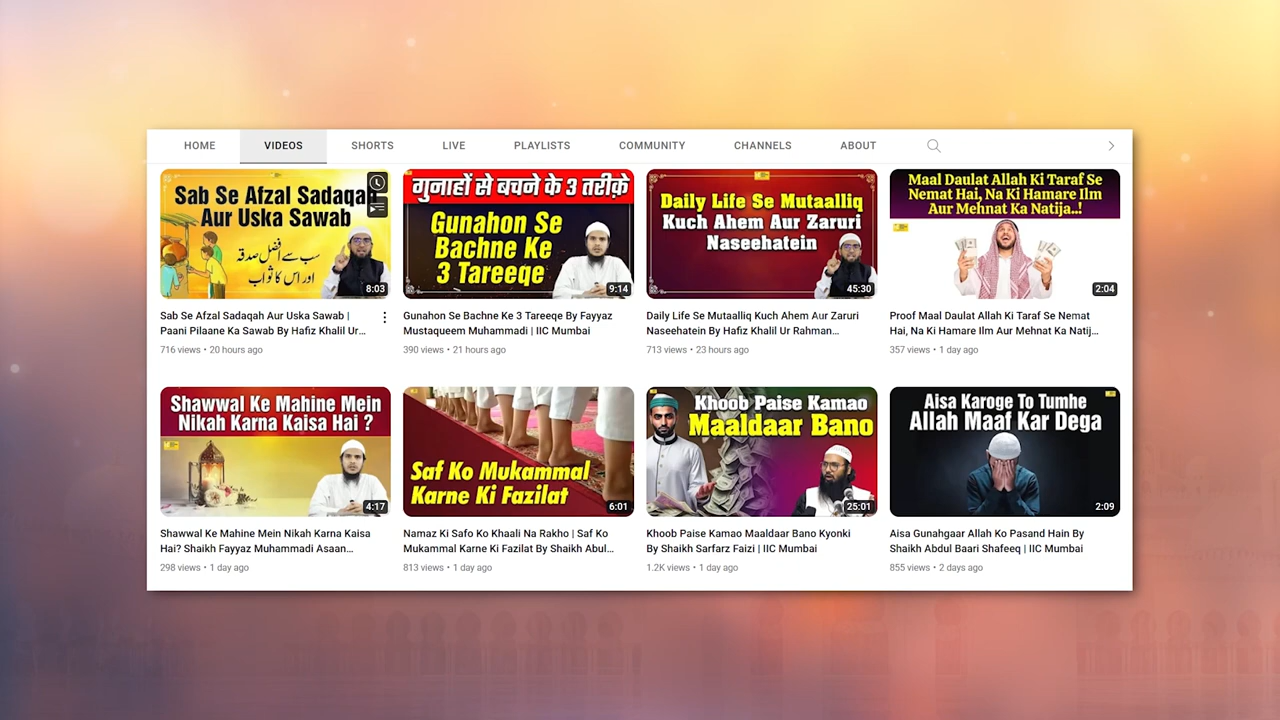 HOME VIDEOS SHORTS LIVE PLAYLISTS COMMUNITY CHANNELS ABOUT
Sab Se Afzal Sadaqah
Aur Uska Sawab
سب سے افضل صدقہ
اور اس کا ثواب
8:03
Sab Se Afzal Sadaqah Aur Uska Sawab |
Paani Pilaane Ka Sawab By Hafiz Khalil Ur...
716 views • 20 hours ago
गुनाहों से बचने के 3 तरीक़े
Gunahon Se
Bachne Ke
3 Tareeqe
9:14
Gunahon Se Bachne Ke 3 Tareeqe By Fayyaz
Mustaqueem Muhammadi | IIC Mumbai
390 views • 21 hours ago
Daily Life Se Mutaalliq
Kuch Ahem Aur Zaruri
Naseehatein
45:30
Daily Life Se Mutaalliq Kuch Ahem Aur Zaruri
Naseehatein By Hafiz Khalil Ur Rahman...
713 views • 23 hours ago
Maal Daulat Allah Ki Taraf Se
Nemat Hai, Na Ki Hamare Ilm
Aur Mehnat Ka Natija..!
2:04
Proof Maal Daulat Allah Ki Taraf Se Nemat
Hai, Na Ki Hamare Ilm Aur Mehnat Ka Natij...
357 views • 1 day ago
Shawwal Ke Mahine Mein
Nikah Karna Kaisa Hai ?
4:17
Shawwal Ke Mahine Mein Nikah Karna Kaisa
Hai? Shaikh Fayyaz Muhammadi Asaan...
298 views • 1 day ago
Saf Ko Mukammal
Karne Ki Fazilat
6:01
Namaz Ki Safo Ko Khaali Na Rakho | Saf Ko
Mukammal Karne Ki Fazilat By Shaikh Abul...
813 views • 1 day ago
Khoob Paise Kamao
Maaldaar Bano
25:01
Khoob Paise Kamao Maaldaar Bano Kyonki
By Shaikh Sarfarz Faizi | IIC Mumbai
1.2K views • 1 day ago
Aisa Karoge To Tumhe
Allah Maaf Kar Dega
2:09
Aisa Gunahgaar Allah Ko Pasand Hain By
Shaikh Abdul Baari Shafeeq | IIC Mumbai
855 views • 2 days ago